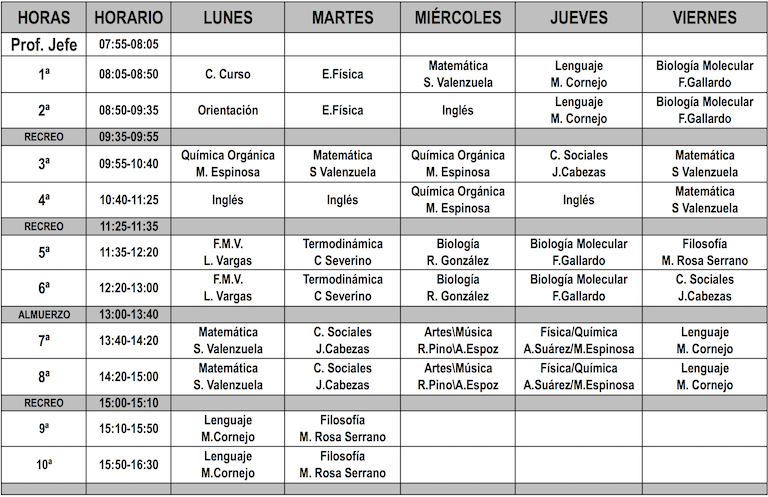 HORAS HORARIO LUNES MARTES MIÉRCOLES JUEVES VIERNES
Prof. Jefe 07:55-08:05
1ª 08:05-08:50 C. Curso E.Física Matemática S. Valenzuela Lenguaje M. Cornejo Biología Molecular F.Gallardo
2ª 08:50-09:35 Orientación E.Física Inglés Lenguaje M. Cornejo Biología Molecular F.Gallardo
RECREO 09:35-09:55
3ª 09:55-10:40 Química Orgánica M. Espinosa Matemática S Valenzuela Química Orgánica M. Espinosa C. Sociales J.Cabezas Matemática S Valenzuela
4ª 10:40-11:25 Inglés Inglés Química Orgánica M. Espinosa Inglés Matemática S Valenzuela
RECREO 11:25-11:35
5ª 11:35-12:20 F.M.V. L. Vargas Termodinámica C Severino Biología R. González Biología Molecular F.Gallardo Filosofía M. Rosa Serrano
6ª 12:20-13:00 F.M.V. L. Vargas Termodinámica C Severino Biología R. González Biología Molecular F.Gallardo C. Sociales J.Cabezas
ALMUERZO 13:00-13:40
7ª 13:40-14:20 Matemática S. Valenzuela C. Sociales J.Cabezas Artes\Música R.Pino\A.Espoz Física/Química A.Suárez/M.Espinosa Lenguaje M. Cornejo
8ª 14:20-15:00 Matemática S. Valenzuela C. Sociales J.Cabezas Artes\Música R.Pino\A.Espoz Física/Química A.Suárez/M.Espinosa Lenguaje M. Cornejo
RECREO 15:00-15:10
9ª 15:10-15:50 Lenguaje M.Cornejo Filosofía M. Rosa Serrano
10ª 15:50-16:30 Lenguaje M.Cornejo Filosofía M. Rosa Serrano